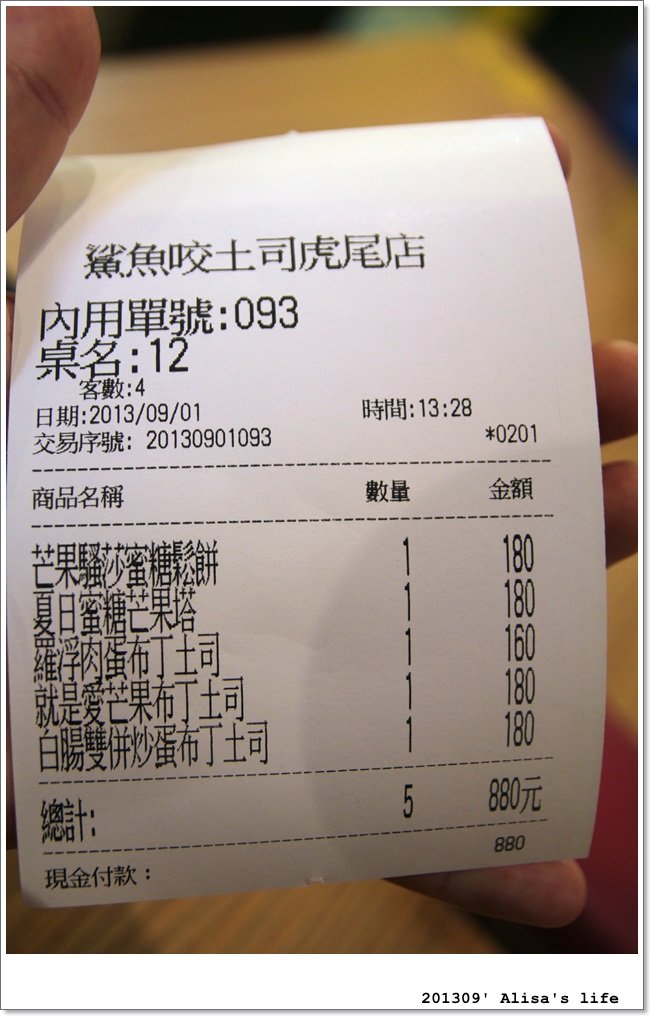 鯊魚咬土司虎尾店
內用單號:093
桌名:12
客數:4
日期:2013/09/01 時間:13:28
交易序號: 20130901093 *0201
商品名稱 數量 金額
芒果騷莎蜜糖鬆餅 1 180
夏日蜜糖芒果塔 1 180
羅浮肉蛋布丁土司 1 160
就是愛芒果布丁土司 1 180
白腸雙併炒蛋布丁土司 1 180
總計: 5 880元
880
現金付款:
201309' Alisa's life